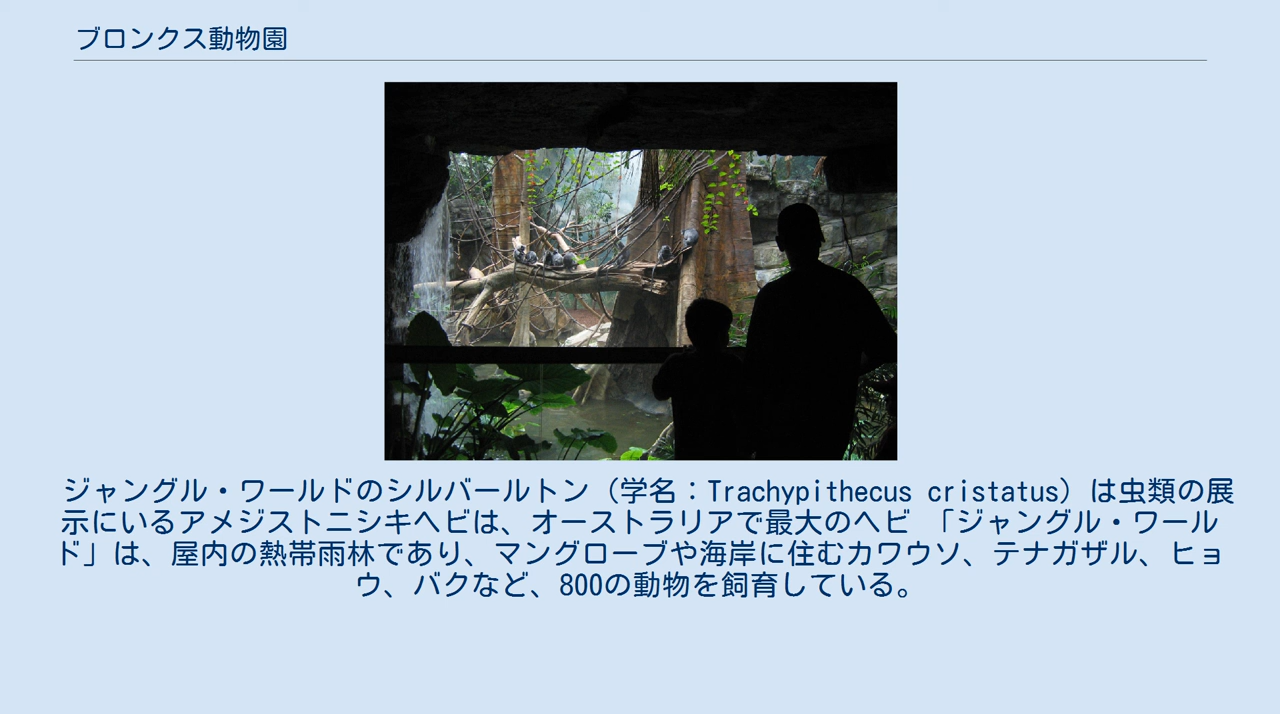 ブロンクス動物園
ジャングル・ワールドのシルバールトン（学名：Trachypithecus cristatus）は虫類の展
示にいるアメジストニシキヘビは、オーストラリアで最大のヘビ 「ジャングル・ワール
ド」は、屋内の熱帯雨林であり、マングローブや海岸に住むカワウソ、テナガザル、ヒョ
ウ、バクなど、800の動物を飼育している。